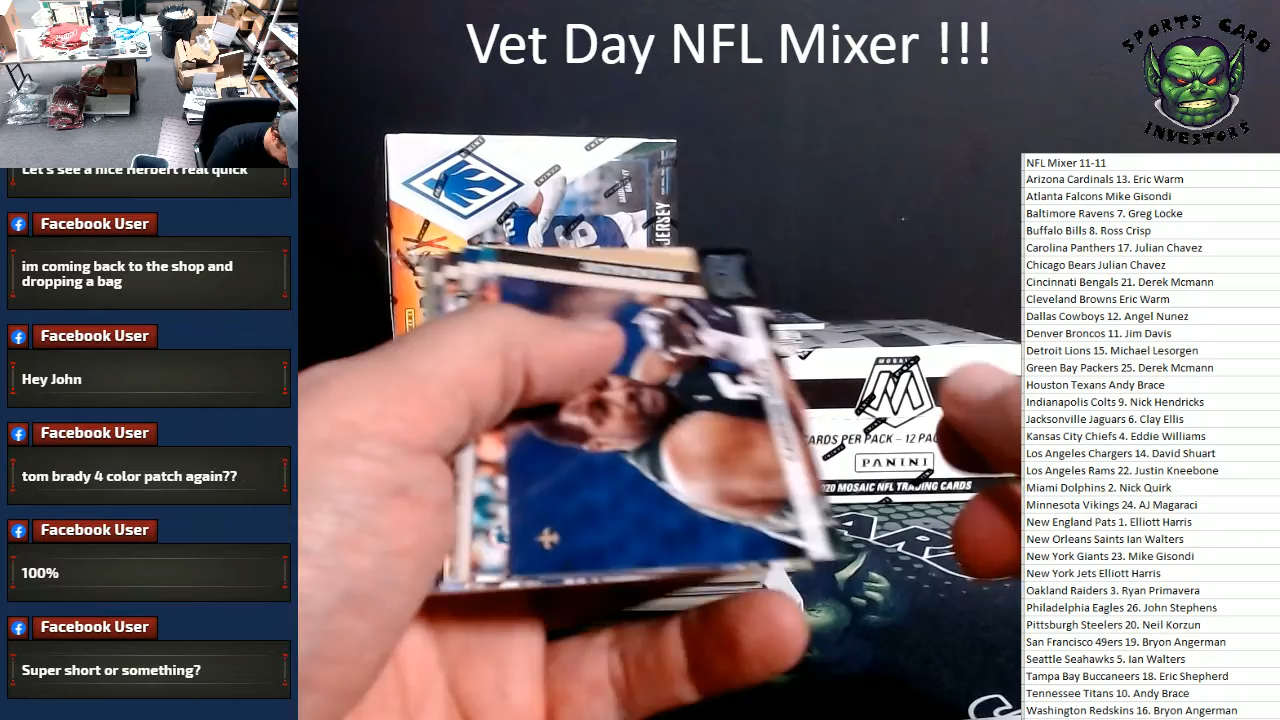 Vet Day NFL Mixer !!!
SPORTS CARD
INVESTORS
Let's see a nice Herbert real quick
Facebook User
im coming back to the shop and
dropping a bag
Facebook User
Hey John
Facebook User
tom brady 4 color patch again??
Facebook User
100%
Facebook User
Super short or something?
JERSEY
MOSAIC
CARDS PER PACK – 12 PAC
PANINI
2020 MOSAIC NFL TRADING CARDS
NFL Mixer 11-11
Arizona Cardinals 13. Eric Warm
Atlanta Falcons Mike Gisondi
Baltimore Ravens 7. Greg Locke
Buffalo Bills 8. Ross Crisp
Carolina Panthers 17. Julian Chavez
Chicago Bears Julian Chavez
Cincinnati Bengals 21. Derek Mcmann
Cleveland Browns Eric Warm
Dallas Cowboys 12. Angel Nunez
Denver Broncos 11. Jim Davis
Detroit Lions 15. Michael Lesorgen
Green Bay Packers 25. Derek Mcmann
Houston Texans Andy Brace
Indianapolis Colts 9. Nick Hendricks
Jacksonville Jaguars 6. Clay Ellis
Kansas City Chiefs 4. Eddie Williams
Los Angeles Chargers 14. David Shuart
Los Angeles Rams 22. Justin Kneebone
Miami Dolphins 2. Nick Quirk
Minnesota Vikings 24. AJ Magaraci
New England Pats 1. Elliott Harris
New Orleans Saints Ian Walters
New York Giants 23. Mike Gisondi
New York Jets Elliott Harris
Oakland Raiders 3. Ryan Primavera
Philadelphia Eagles 26. John Stephens
Pittsburgh Steelers 20. Neil Korzun
San Francisco 49ers 19. Bryon Angerman
Seattle Seahawks 5. Ian Walters
Tampa Bay Buccaneers 18. Eric Shepherd
Tennessee Titans 10. Andy Brace
Washington Redskins 16. Bryon Angerman